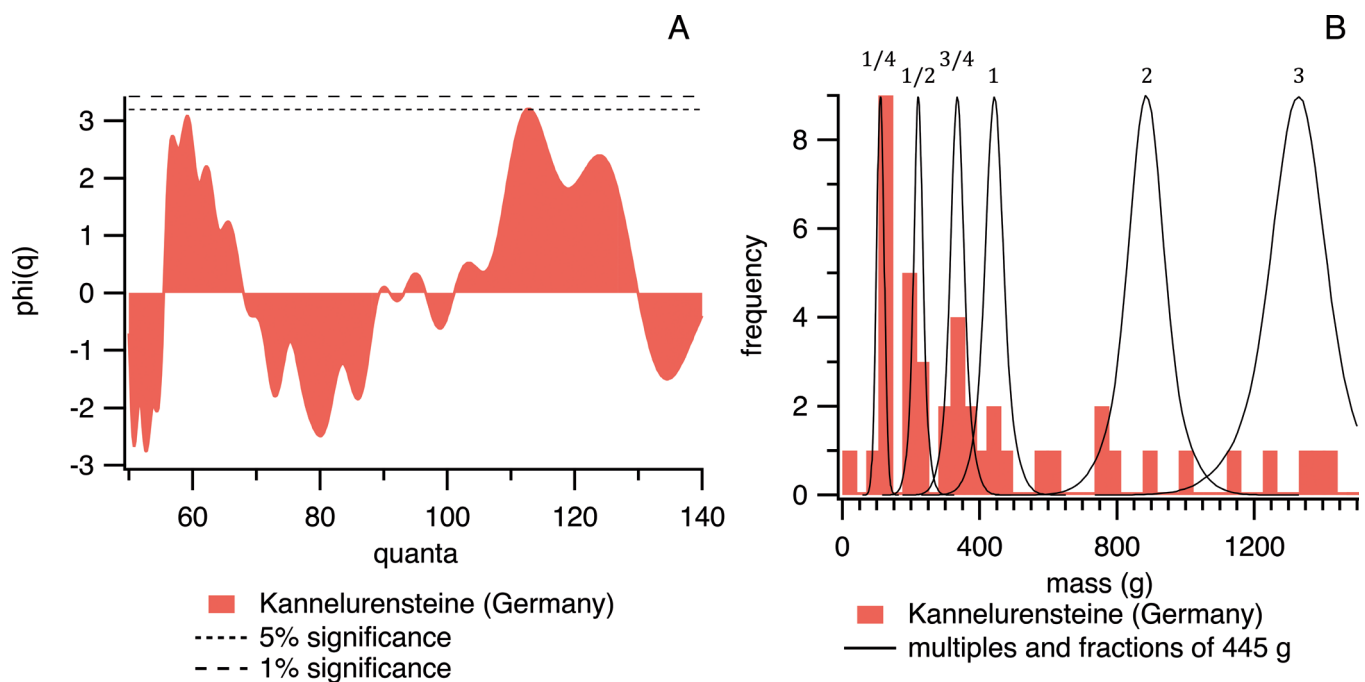 A
phi(q)
3
2
1
0
-1
-2
-3
60 80 100 120 140
quanta
Kannelurensteine (Germany)
5% significance
1% significance
B
1/4 1/2 3/4 1 2 3
frequency
8
6
4
2
0
0 400 800 1200
mass (g)
Kannelurensteine (Germany)
multiples and fractions of 445 g